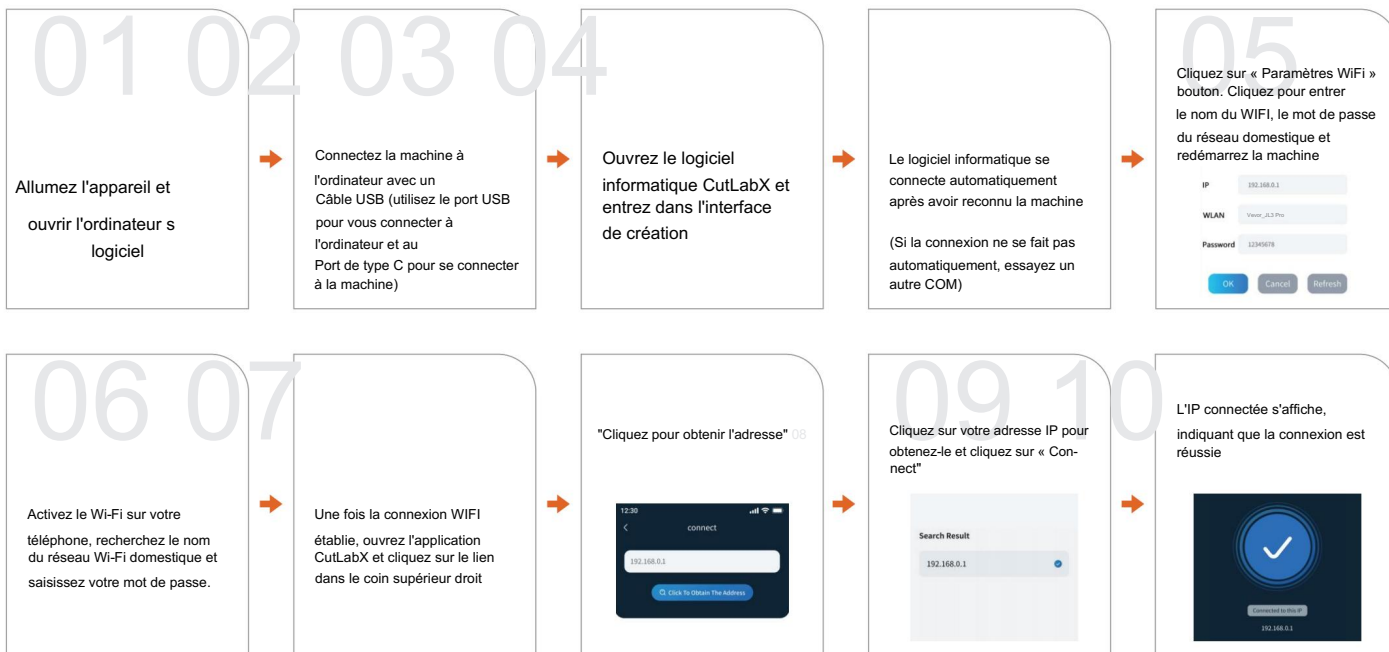 01 02 03 04
Allumez l'appareil et
ouvrir l'ordinateur s
logiciel
Connectez la machine à
l'ordinateur avec un
Câble USB (utilisez le port USB
pour vous connecter à
l'ordinateur et au
Port de type C pour se connecter
à la machine)
Ouvrez le logiciel
informatique CutLabX et
entrez dans l'interface
de création
Le logiciel informatique se
connecte automatiquement
après avoir reconnu la machine
(Si la connexion ne se fait pas
automatiquement, essayez un
autre COM)
05
Cliquez sur « Paramètres WiFi »
bouton. Cliquez pour entrer
le nom du WIFI, le mot de passe
du réseau domestique et
redémarrez la machine
IP 192.168.0.1
WLAN Vevor_JL3 Pro
Password 12345678
OK Cancel Refresh
06 07
Activez le Wi-Fi sur votre
téléphone, recherchez le nom
du réseau Wi-Fi domestique et
saisissez votre mot de passe.
Une fois la connexion WIFI
établie, ouvrez l'application
CutLabX et cliquez sur le lien
dans le coin supérieur droit
"Cliquez pour obtenir l'adresse" 08
12:30
connect
192.168.0.1
Click To Obtain The Address
09 10
Cliquez sur votre adresse IP pour
obtenez-le et cliquez sur « Con-
nect"
Search Result
192.168.0.1
L'IP connectée s'affiche,
indiquant que la connexion est
réussie
Connected to this IP
192.168.0.1